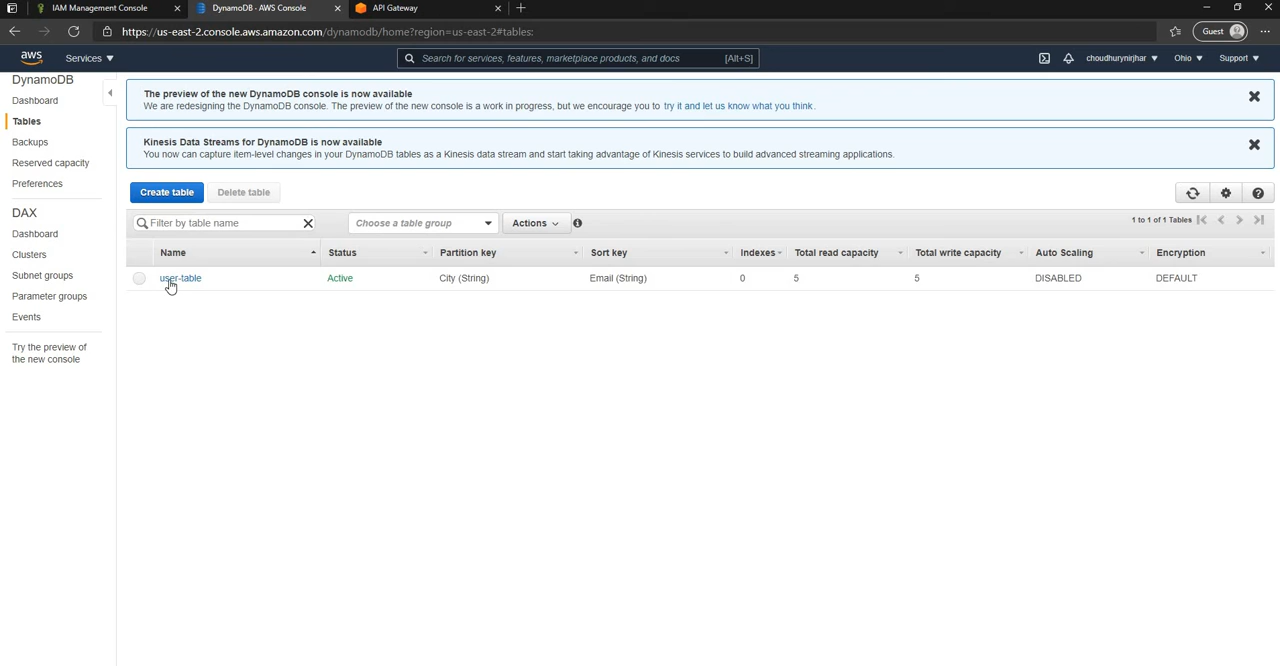 IAM Management Console
DynamoDB · AWS Console
API Gateway
https://us-east-2.console.aws.amazon.com/dynamodb/home?region=us-east-2#tables:
Guest
aws
Services
Search for services, features, marketplace products, and docs [Alt+S]
choudhurynirjhar
Ohio
Support
DynamoDB
Dashboard
Tables
Backups
Reserved capacity
Preferences
DAX
Dashboard
Clusters
Subnet groups
Parameter groups
Events
Try the preview of
the new console
The preview of the new DynamoDB console is now available
We are redesigning the DynamoDB console. The preview of the new console is a work in progress, but we encourage you to try it and let us know what you think.
Kinesis Data Streams for DynamoDB is now available
You now can capture item-level changes in your DynamoDB tables as a Kinesis data stream and start taking advantage of Kinesis services to build advanced streaming applications.
Create table
Delete table
Filter by table name
Choose a table group
Actions
1 to 1 of 1 Tables
Name Status Partition key Sort key Indexes Total read capacity Total write capacity Auto Scaling Encryption
user-table Active City (String) Email (String) 0 5 5 DISABLED DEFAULT